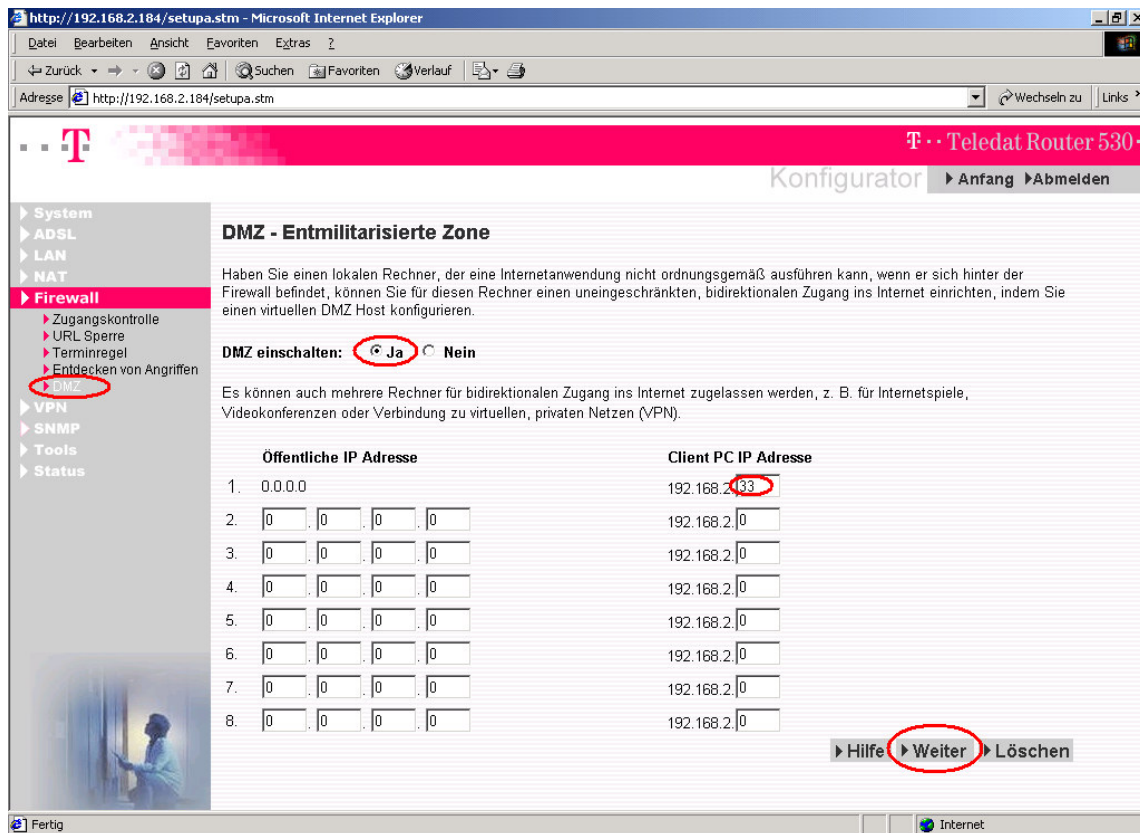 http://192.168.2.184/setupa.stm - Microsoft Internet Explorer
Datei Bearbeiten Ansicht Favoriten Extras ?
Zurück Suchen Favoriten Verlauf
Adresse http://192.168.2.184/setupa.stm Wechseln zu Links »
T T Teledat Router 530
Konfigurator Anfang Abmelden
System
ADSL
LAN
NAT
Firewall
Zugangskontrolle
URL Sperre
Terminregel
Entdecken von Angriffen
DMZ
VPN
SNMP
Tools
Status
DMZ - Entmilitarisierte Zone
Haben Sie einen lokalen Rechner, der eine Internetanwendung nicht ordnungsgemäß ausführen kann, wenn er sich hinter der
Firewall befindet, können Sie für diesen Rechner einen uneingeschränkten, bidirektionalen Zugang ins Internet einrichten, indem Sie
einen virtuellen DMZ Host konfigurieren.
DMZ einschalten: Ja Nein
Es können auch mehrere Rechner für bidirektionalen Zugang ins Internet zugelassen werden, z. B. für Internetspiele,
Videokonferenzen oder Verbindung zu virtuellen, privaten Netzen (VPN).
Öffentliche IP Adresse Client PC IP Adresse
1. 0.0.0.0 192.168.2.33
2. 0 . 0 . 0 . 0 192.168.2.0
3. 0 . 0 . 0 . 0 192.168.2.0
4. 0 . 0 . 0 . 0 192.168.2.0
5. 0 . 0 . 0 . 0 192.168.2.0
6. 0 . 0 . 0 . 0 192.168.2.0
7. 0 . 0 . 0 . 0 192.168.2.0
8. 0 . 0 . 0 . 0 192.168.2.0
Hilfe Weiter Löschen
Fertig Internet